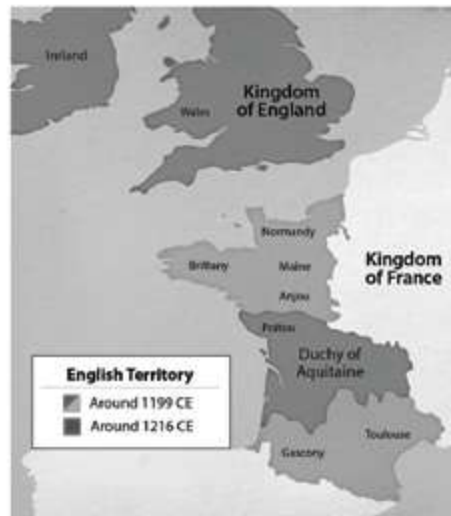 Ireland
Kingdom
of England
Wales
Normandy
Brittany
Maine
Kingdom
of France
Anjou
Poitou
Duchy of
Aquitaine
English Territory
Around 1199 CE
Around 1216 CE
Toulouse
Gascony